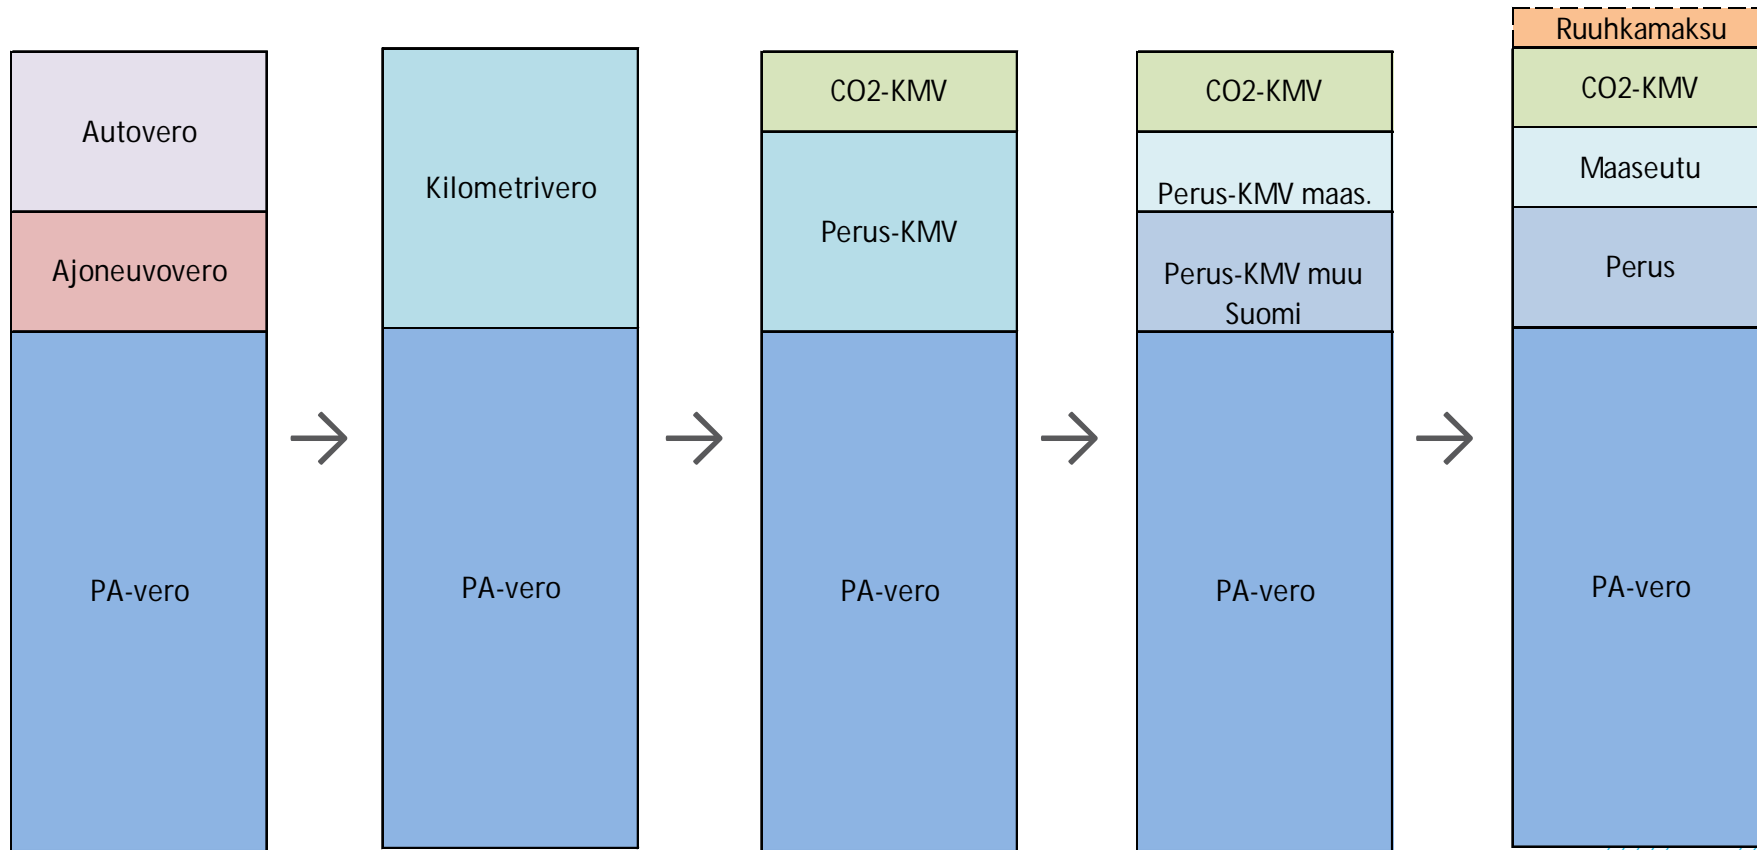 Autovero
Ajoneuvovero
PA-vero
Kilometrivero
PA-vero
CO2-KMV
Perus-KMV
PA-vero
CO2-KMV
Perus-KMV maas.
Perus-KMV muu
Suomi
PA-vero
Ruuhkamaksu
CO2-KMV
Maaseutu
Perus
PA-vero